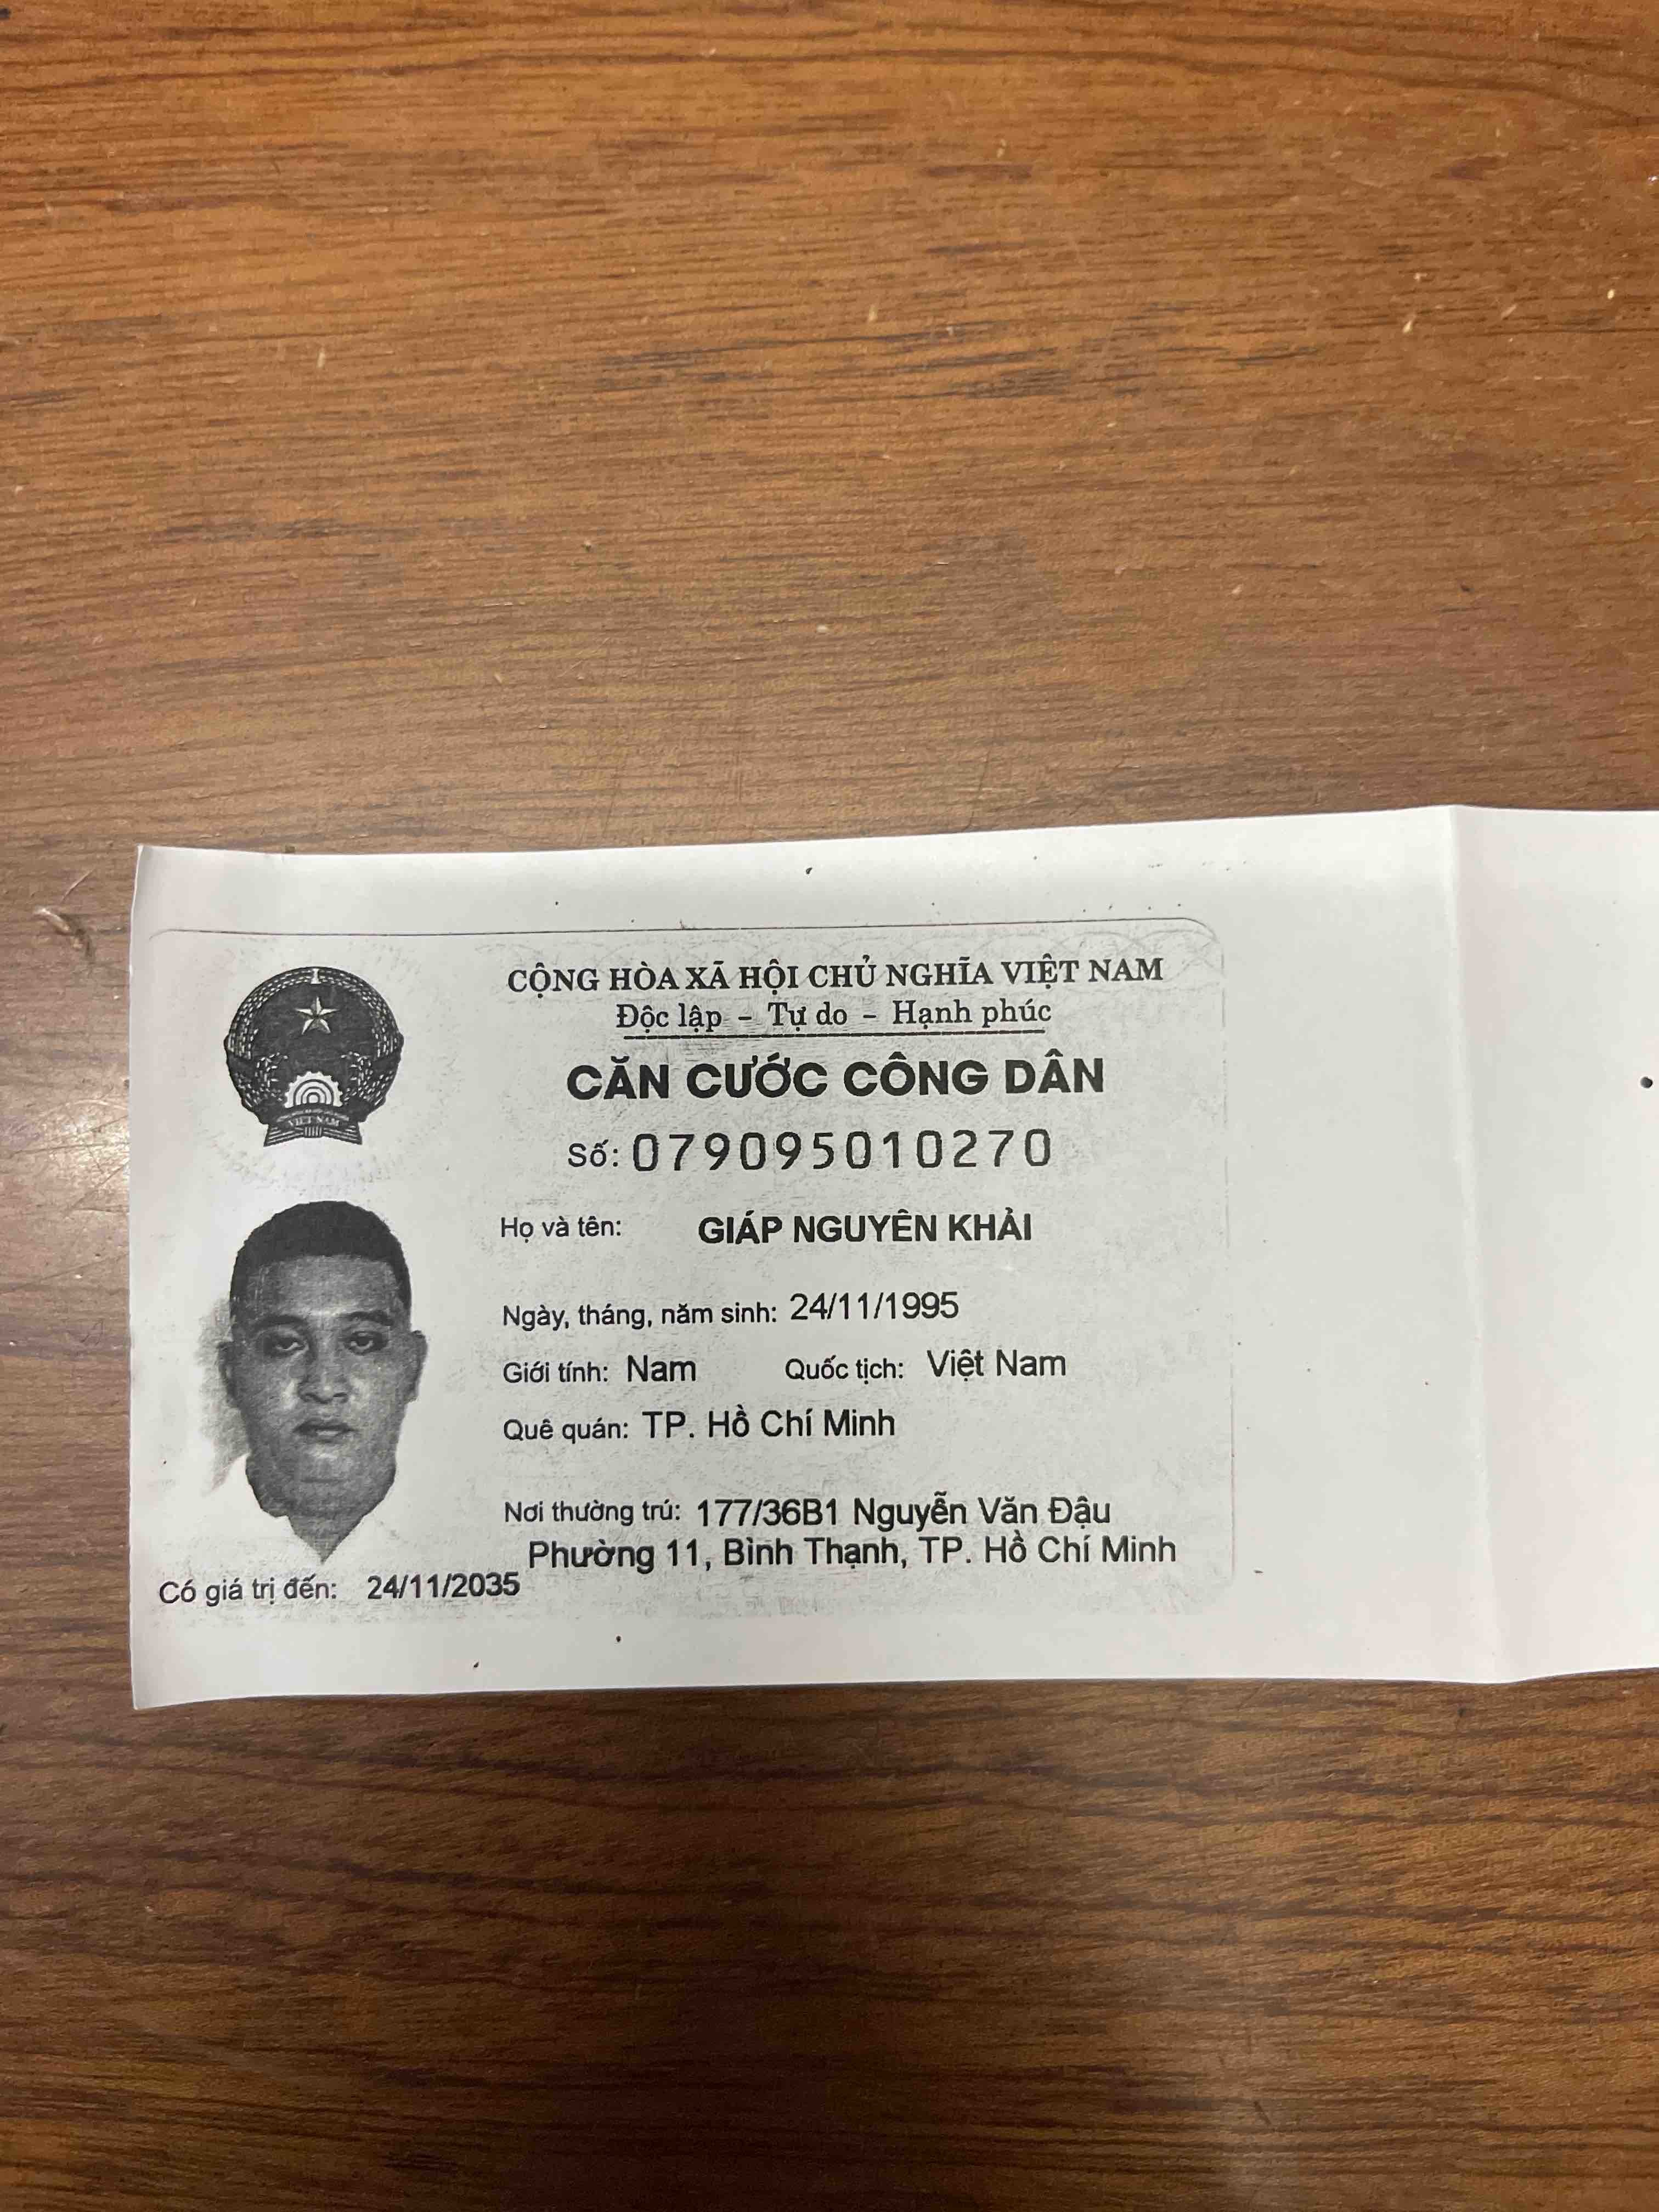 CỘNG HÒA XÃ HỘI CHỦ NGHĨA VIỆT NAM
Độc lập - Tự do - Hạnh phúc
CĂN CƯỚC CÔNG DÂN
Số: 079095010270
Họ và tên: GIÁP NGUYÊN KHẢI
Ngày, tháng, năm sinh: 24/11/1995
Giới tính: Nam Quốc tịch: Việt Nam
Quê quán: TP. Hồ Chí Minh
Nơi thường trú: 177/36B1 Nguyễn Văn Đậu
Phường 11, Bình Thạnh, TP. Hồ Chí Minh
Có giá trị đến: 24/11/2035
VIỆT NAM